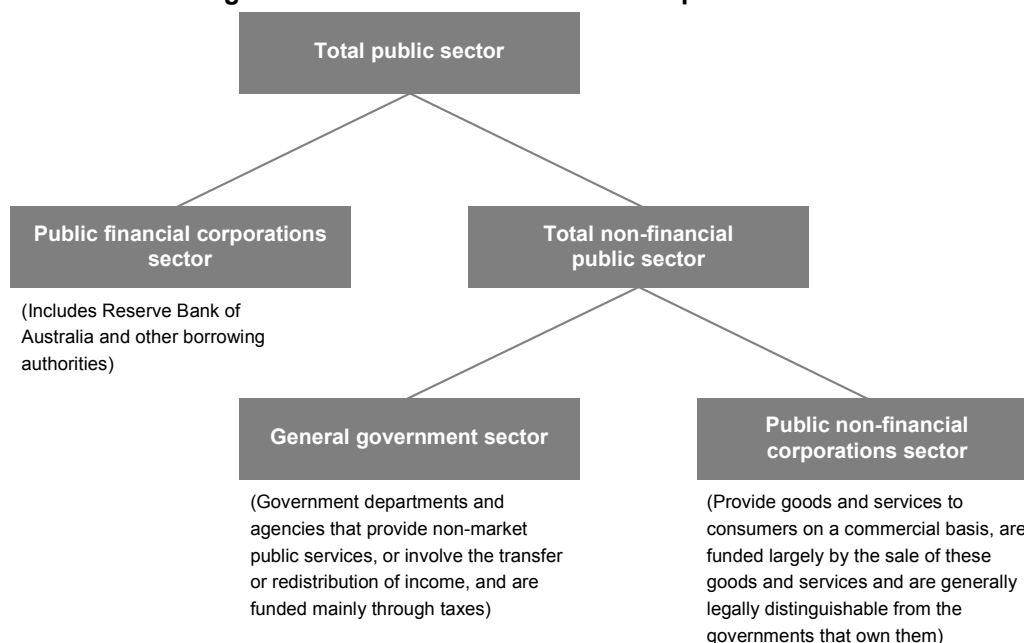 Total public sector
Public financial corporations
sector
Total non-financial
public sector
(Includes Reserve Bank of
Australia and other borrowing
authorities)
General government sector
Public non-financial
corporations sector
(Government departments and
agencies that provide non-market
public services, or involve the transfer
or redistribution of income, and are
funded mainly through taxes)
(Provide goods and services to
consumers on a commercial basis, are
funded largely by the sale of these
goods and services and are generally
legally distinguishable from the
governments that own them)